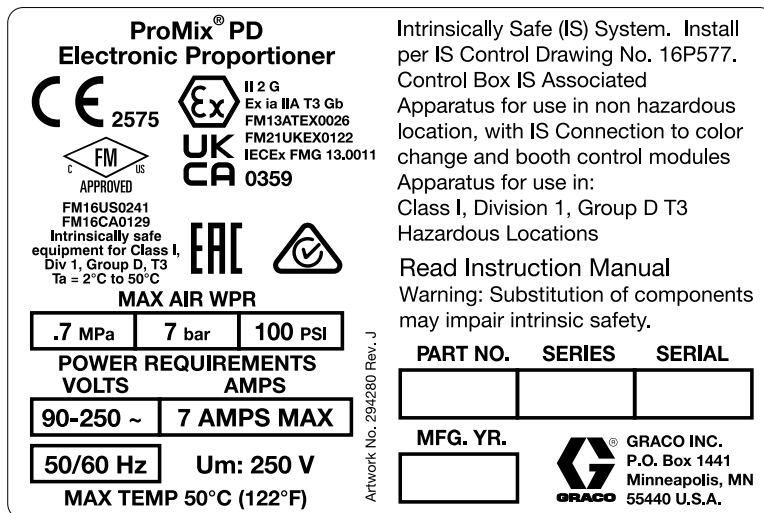 ProMix® PD
Electronic Proportioner
CE 2575
Ex
II 2 G
Ex ia IIA T3 Gb
FM13ATEX0026
FM21UKEX0122
IECEx FMG 13.0011
UK
CA 0359
FM
C US
APPROVED
FM16US0241
FM16CA0129
Intrinsically safe
equipment for Class I,
Div 1, Group D, T3
Ta = 2°C to 50°C
EAC
MAX AIR WPR
.7 MPa 7 bar 100 PSI
POWER REQUIREMENTS
VOLTS AMPS
90-250 ~ 7 AMPS MAX
50/60 Hz Um: 250 V
MAX TEMP 50°C (122°F)
Artwork No. 294280 Rev. J
Intrinsically Safe (IS) System. Install
per IS Control Drawing No. 16P577.
Control Box IS Associated
Apparatus for use in non hazardous
location, with IS Connection to color
change and booth control modules
Apparatus for use in:
Class I, Division 1, Group D T3
Hazardous Locations
Read Instruction Manual
Warning: Substitution of components
may impair intrinsic safety.
PART NO. SERIES SERIAL
MFG. YR.
G®
GRACO
GRACO INC.
P.O. Box 1441
Minneapolis, MN
55440 U.S.A.